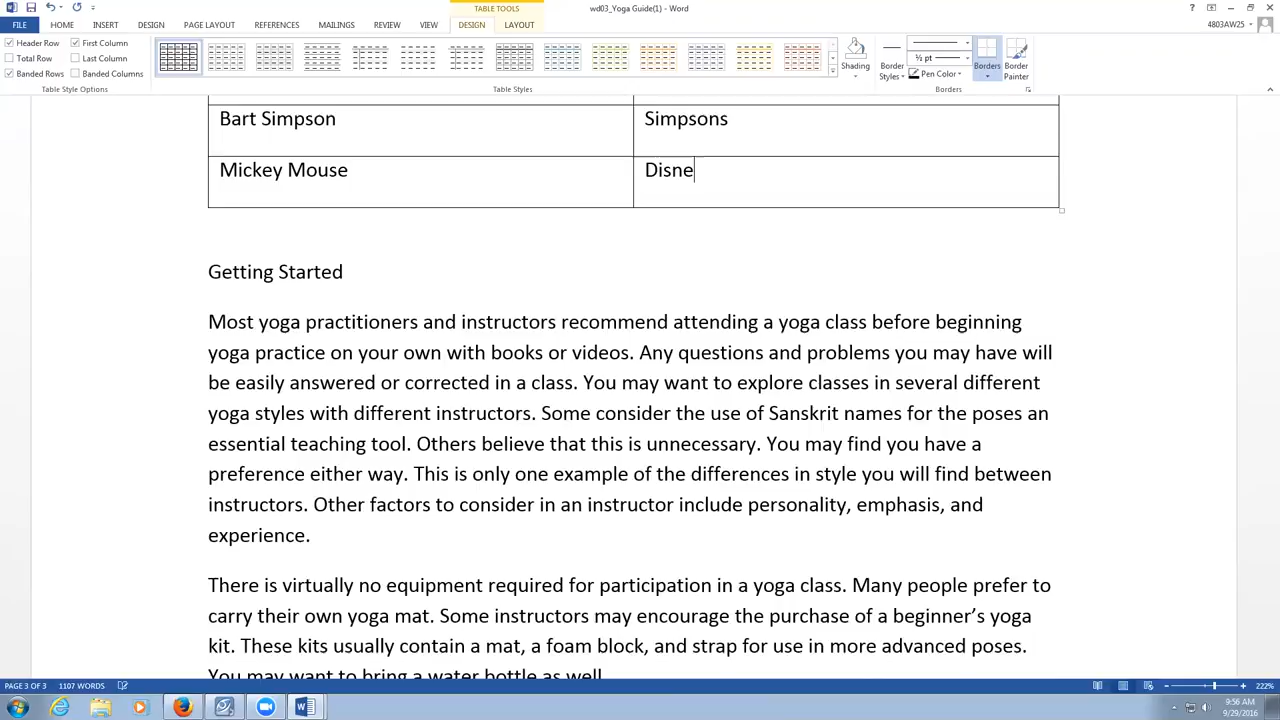 TABLE TOOLS
wd03_Yoga Guide(1) - Word
FILE HOME INSERT DESIGN PAGE LAYOUT REFERENCES MAILINGS REVIEW VIEW DESIGN LAYOUT
4803AW25
Header Row First Column
Total Row Last Column
Banded Rows Banded Columns
Table Style Options
Table Styles
Shading
Border Styles
½ pt
Pen Color
Borders
Border Painter
Borders
Bart Simpson Simpsons
Mickey Mouse Disne
Getting Started
Most yoga practitioners and instructors recommend attending a yoga class before beginning
yoga practice on your own with books or videos. Any questions and problems you may have will
be easily answered or corrected in a class. You may want to explore classes in several different
yoga styles with different instructors. Some consider the use of Sanskrit names for the poses an
essential teaching tool. Others believe that this is unnecessary. You may find you have a
preference either way. This is only one example of the differences in style you will find between
instructors. Other factors to consider in an instructor include personality, emphasis, and
experience.
There is virtually no equipment required for participation in a yoga class. Many people prefer to
carry their own yoga mat. Some instructors may encourage the purchase of a beginner's yoga
kit. These kits usually contain a mat, a foam block, and strap for use in more advanced poses.
You may want to bring a water bottle as well.
PAGE 3 OF 3 1107 WORDS
222%
9:56 AM
9/29/2016